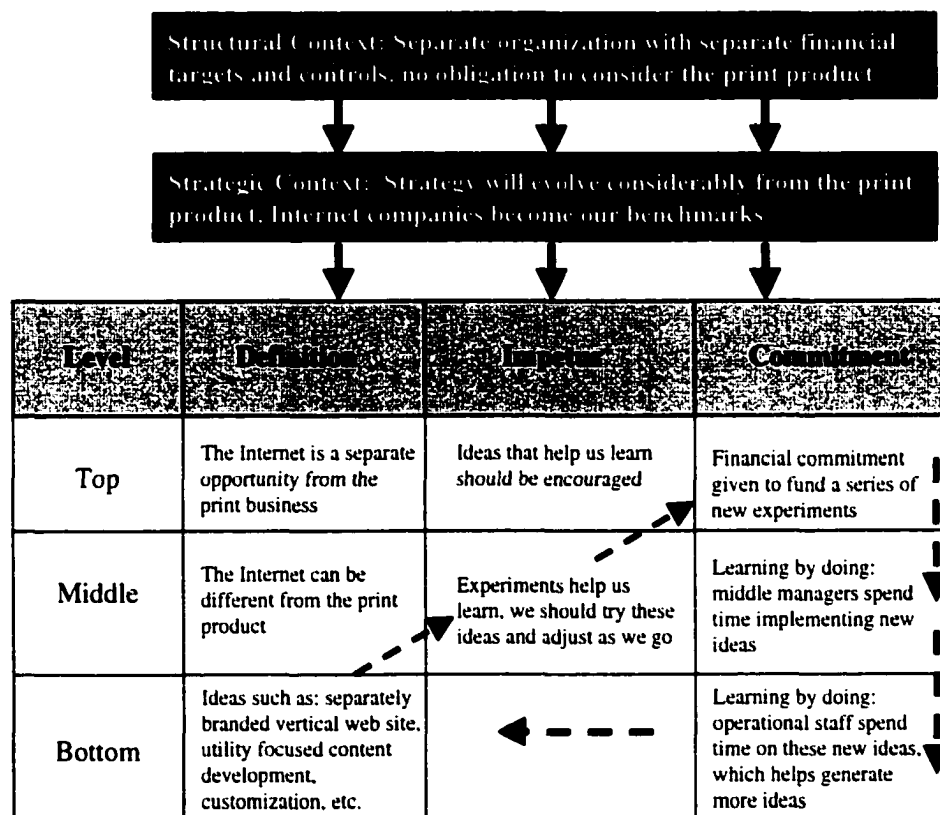 Structural Context: Separate organization with separate financial
targets and controls, no obligation to consider the print product
Strategic Context: Strategy will evolve considerably from the print
product, Internet companies become our benchmarks
Level
Definition
Impetus
Commitment
Top
The Internet is a separate
opportunity from the
print business
Ideas that help us learn
should be encouraged
Financial commitment
given to fund a series of
new experiments
Middle
The Internet can be
different from the print
product
Experiments help us
learn, we should try these
ideas and adjust as we go
Learning by doing:
middle managers spend
time implementing new
ideas
Bottom
Ideas such as: separately
branded vertical web site,
utility focused content
development,
customization, etc.
Learning by doing:
operational staff spend
time on these new ideas,
which helps generate
more ideas